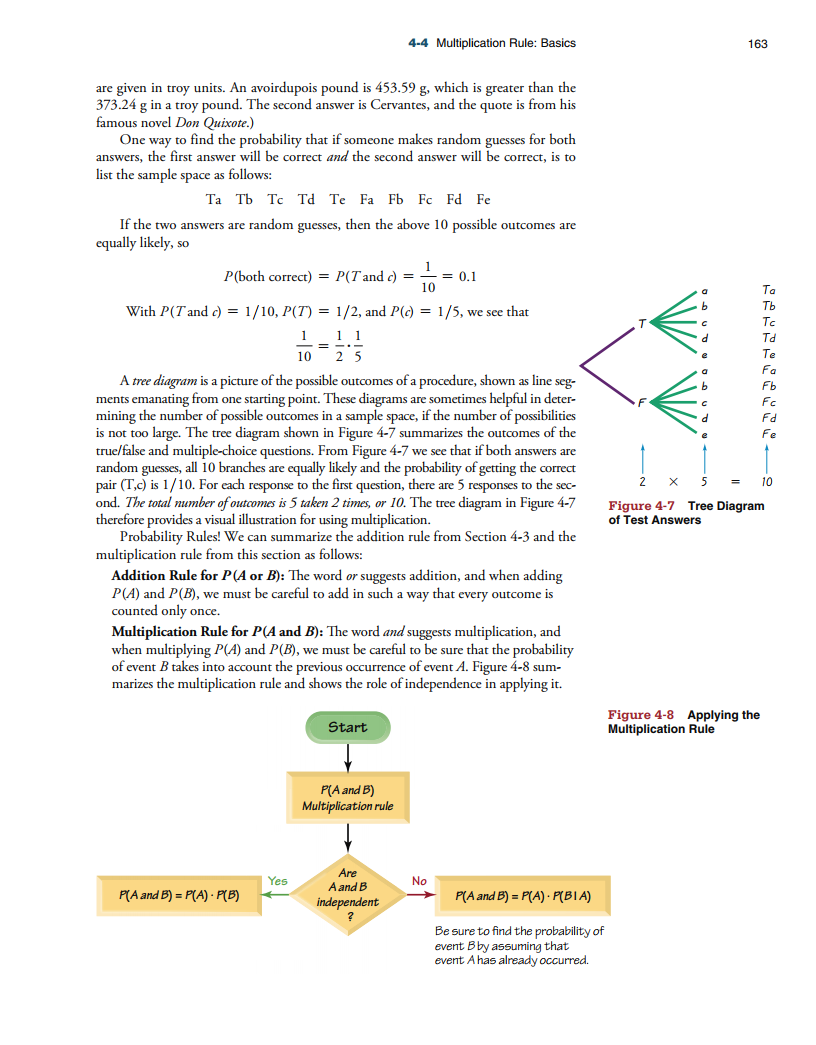 4-4 Multiplication Rule: Basics 163
are given in troy units. An avoirdupois pound is 453.59 g, which is greater than the
373.24 g in a troy pound. The second answer is Cervantes, and the quote is from his
famous novel Don Quixote.)
One way to find the probability that if someone makes random guesses for both
answers, the first answer will be correct and the second answer will be correct, is to
list the sample space as follows:
Ta Tb Tc Td Te Fa Fb Fc Fd Fe
If the two answers are random guesses, then the above 10 possible outcomes are
equally likely, so
P(both correct) = P(T and c) = 1/10 = 0.1
With P(T and c) = 1/10, P(T) = 1/2, and P(c) = 1/5, we see that
1/10 = 1/2 · 1/5
A tree diagram is a picture of the possible outcomes of a procedure, shown as line seg-
ments emanating from one starting point. These diagrams are sometimes helpful in deter-
mining the number of possible outcomes in a sample space, if the number of possibilities
is not too large. The tree diagram shown in Figure 4-7 summarizes the outcomes of the
true/false and multiple-choice questions. From Figure 4-7 we see that if both answers are
random guesses, all 10 branches are equally likely and the probability of getting the correct
pair (T,c) is 1/10. For each response to the first question, there are 5 responses to the sec-
ond. The total number of outcomes is 5 taken 2 times, or 10. The tree diagram in Figure 4-7
therefore provides a visual illustration for using multiplication.
Probability Rules! We can summarize the addition rule from Section 4-3 and the
multiplication rule from this section as follows:
Addition Rule for P(A or B): The word or suggests addition, and when adding
P(A) and P(B), we must be careful to add in such a way that every outcome is
counted only once.
Multiplication Rule for P(A and B): The word and suggests multiplication, and
when multiplying P(A) and P(B), we must be careful to be sure that the probability
of event B takes into account the previous occurrence of event A. Figure 4-8 sum-
marizes the multiplication rule and shows the role of independence in applying it.
T
F
a Ta
b Tb
c Tc
d Td
e Te
a Fa
b Fb
c Fc
d Fd
e Fe
2 × 5 = 10
Figure 4-7 Tree Diagram
of Test Answers
Figure 4-8 Applying the
Multiplication Rule
Start
P(A and B)
Multiplication rule
Are
A and B
independent
?
Yes
P(A and B) = P(A) · P(B)
No
P(A and B) = P(A) · P(B|A)
Be sure to find the probability of
event B by assuming that
event A has already occurred.